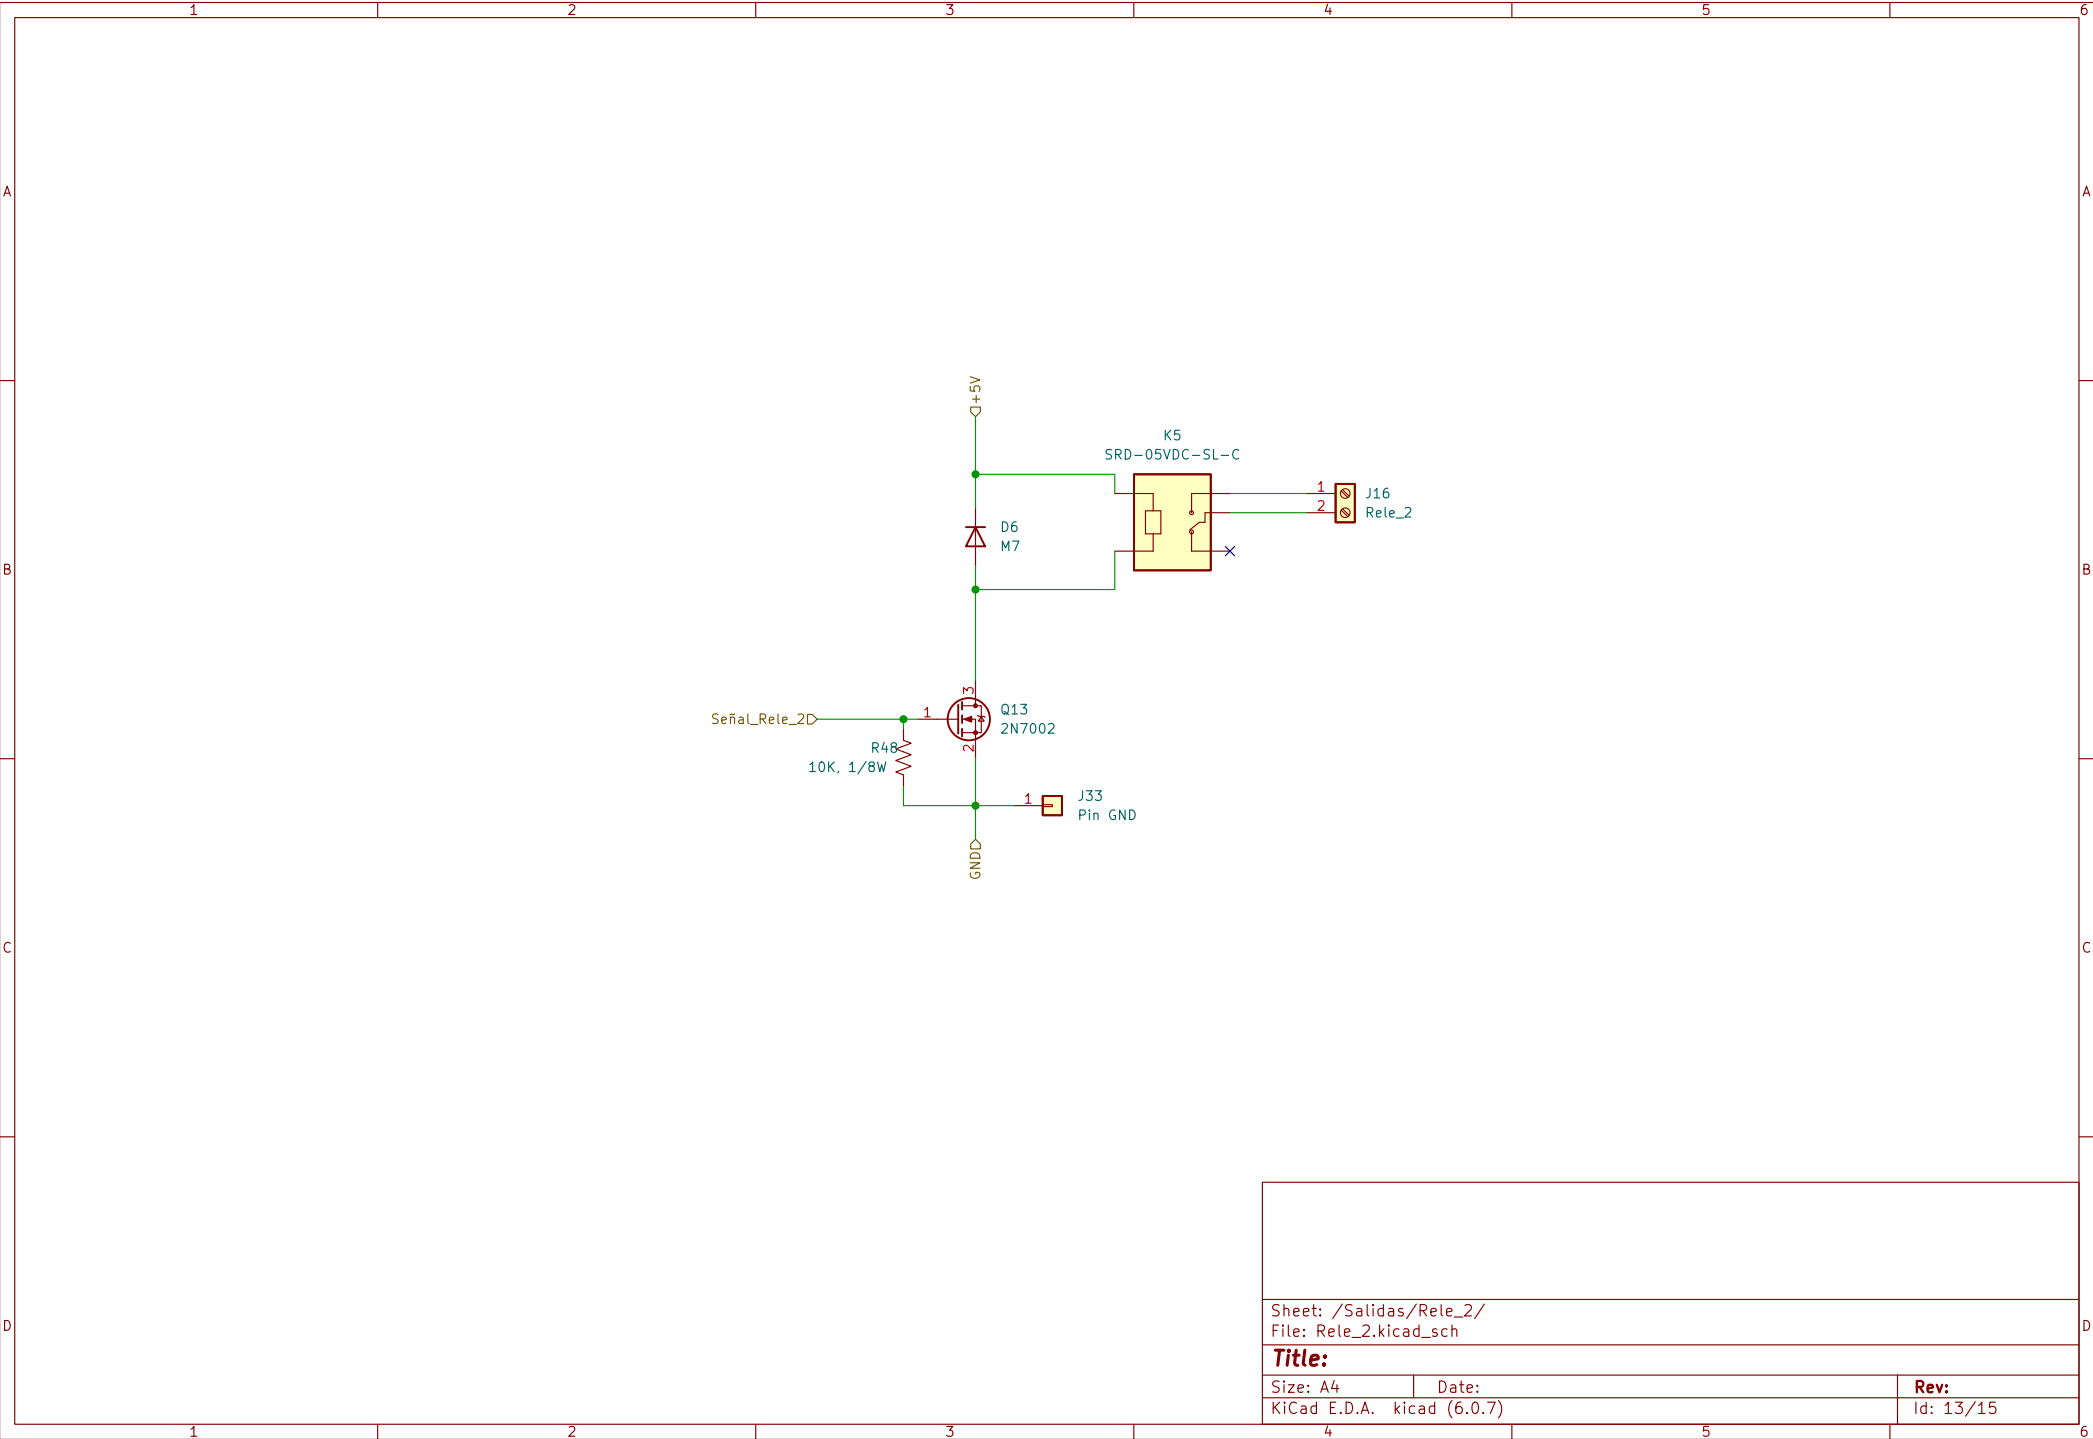 1 2 3 4 5 6
A A
+5V
K5
SRD-05VDC-SL-C
1 J16
2 Rele_2
D6
M7
B B
3
Señal_Rele_2 1 Q13
2N7002
R48 2
10K, 1/8W
1 J33
Pin GND
GND
C C
Sheet: /Salidas/Rele_2/
File: Rele_2.kicad_sch
D D
Title:
Size: A4 Date: Rev:
KiCad E.D.A. kicad (6.0.7) Id: 13/15
1 2 3 4 5 6